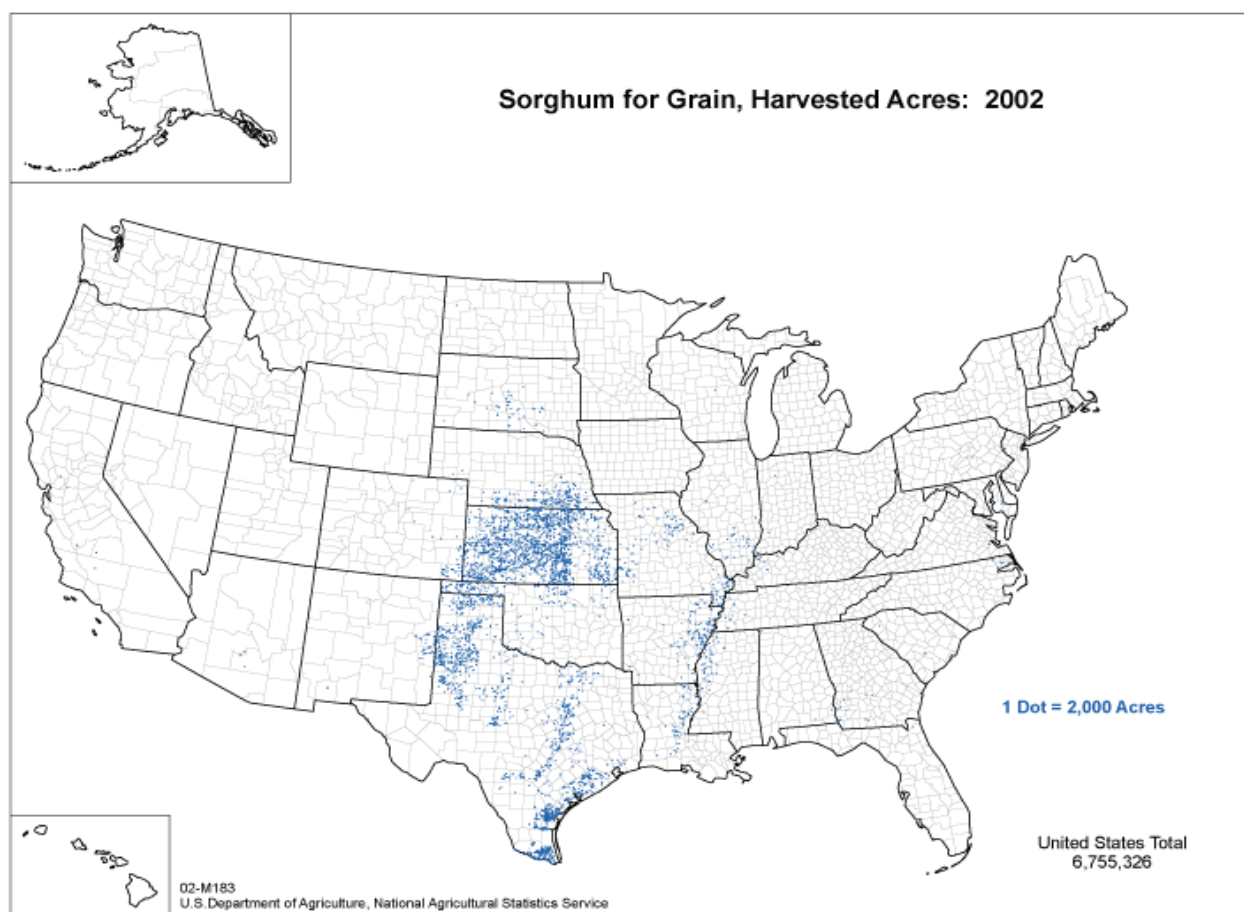 Sorghum for Grain, Harvested Acres: 2002
1 Dot = 2,000 Acres
United States Total
6,755,326
02-M183
U.S.Department of Agriculture, National Agricultural Statistics Service